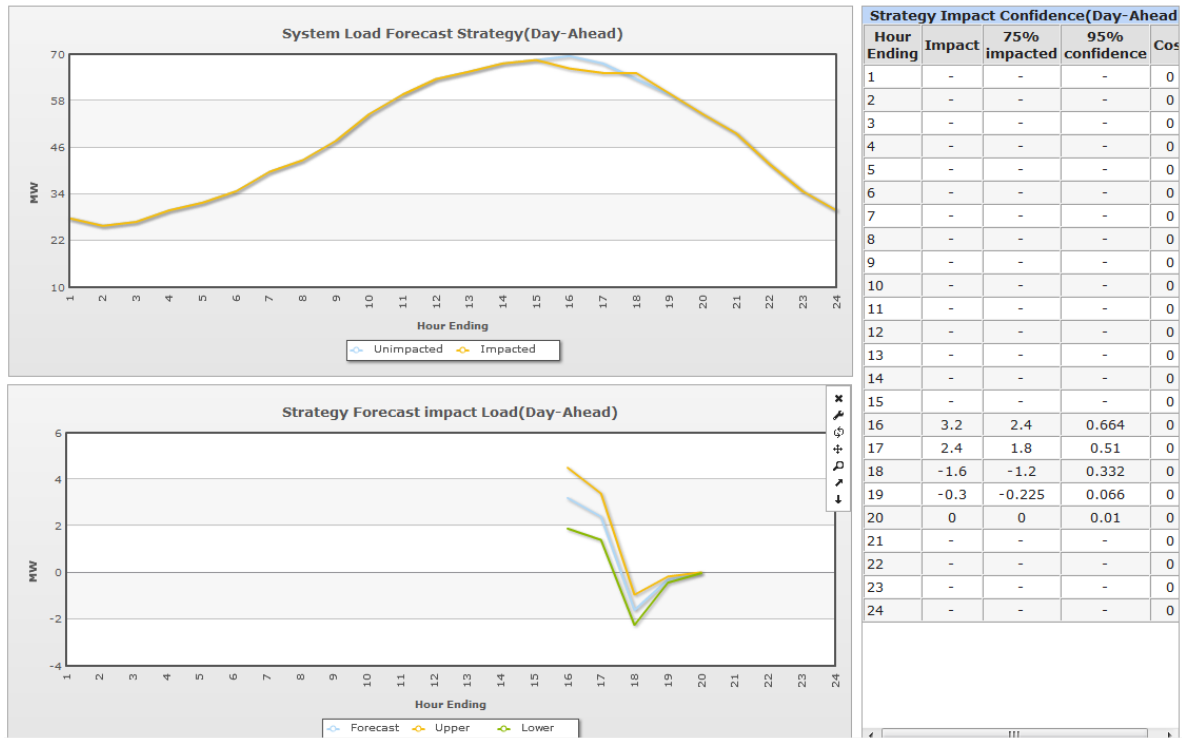 System Load Forecast Strategy(Day-Ahead)
70
58
46
34
22
10
MW
1 2 3 4 5 6 7 8 9 10 11 12 13 14 15 16 17 18 19 20 21 22 23 24
Hour Ending
Unimpacted Impacted
Strategy Forecast impact Load(Day-Ahead)
6
4
2
0
-2
-4
MW
1 2 3 4 5 6 7 8 9 10 11 12 13 14 15 16 17 18 19 20 21 22 23 24
Hour Ending
Forecast Upper Lower
Strategy Impact Confidence(Day-Ahead
Hour Ending Impact 75% impacted 95% confidence Cos
1 - - - 0
2 - - - 0
3 - - - 0
4 - - - 0
5 - - - 0
6 - - - 0
7 - - - 0
8 - - - 0
9 - - - 0
10 - - - 0
11 - - - 0
12 - - - 0
13 - - - 0
14 - - - 0
15 - - - 0
16 3.2 2.4 0.664 0
17 2.4 1.8 0.51 0
18 -1.6 -1.2 0.332 0
19 -0.3 -0.225 0.066 0
20 0 0 0.01 0
21 - - - 0
22 - - - 0
23 - - - 0
24 - - - 0